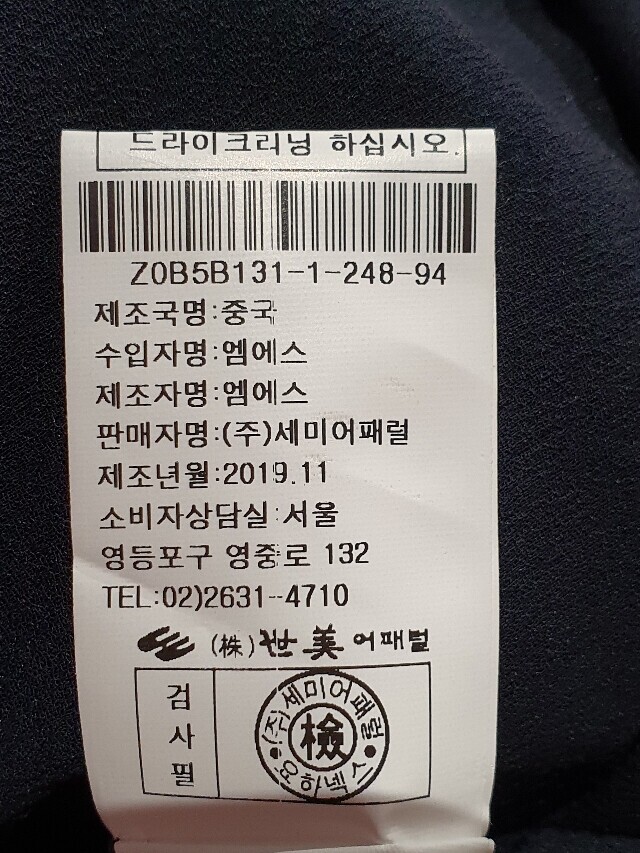 드라이크리닝 하십시오.
Z0B5B131-1-248-94
제조국명:중국
수입자명:엠에스
제조자명:엠에스
판매자명:(주)세미어패럴
제조년월:2019.11
소비자상담실:서울
영등포구 영중로 132
TEL:02)2631-4710
(株)世美어패럴
검사필
(주)세미어패럴
檢
요하넥스